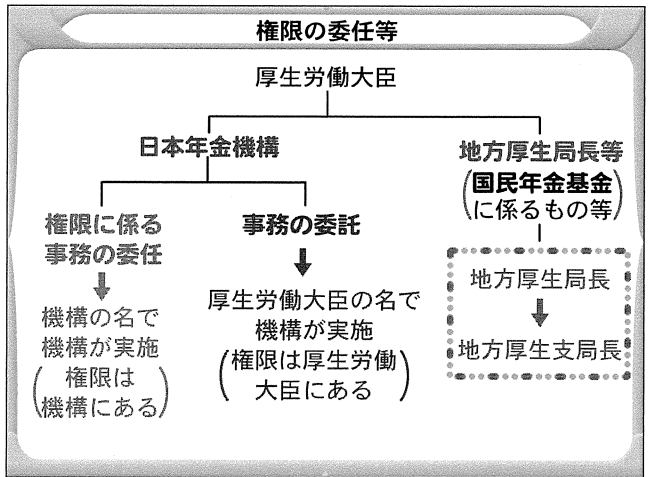 権限の委任等
厚生労働大臣
日本年金機構
権限に係る
事務の委任
機構の名で
機構が実施
(権限は
機構にある)
事務の委託
厚生労働大臣の名で
機構が実施
(権限は厚生労働
大臣にある)
地方厚生局長等
(国民年金基金
に係るもの等)
地方厚生局長
地方厚生支局長